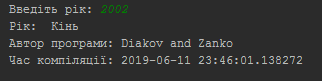 Введіть рік: 2002
Рік:  Кінь
Автор програми: Diakov and Zanko
Час компіляції: 2019-06-11 23:46:01.138272